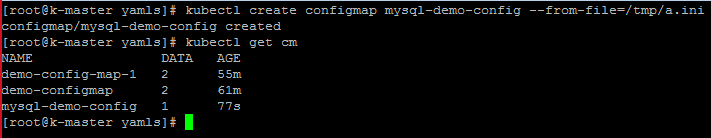 [root@k-master yamls]# kubectl create configmap mysql-demo-config --from-file=/tmp/a.ini
configmap/mysql-demo-config created
[root@k-master yamls]# kubectl get cm
NAME                DATA   AGE
demo-config-map-1   2      55m
demo-configmap      2      61m
mysql-demo-config   1      77s
[root@k-master yamls]#